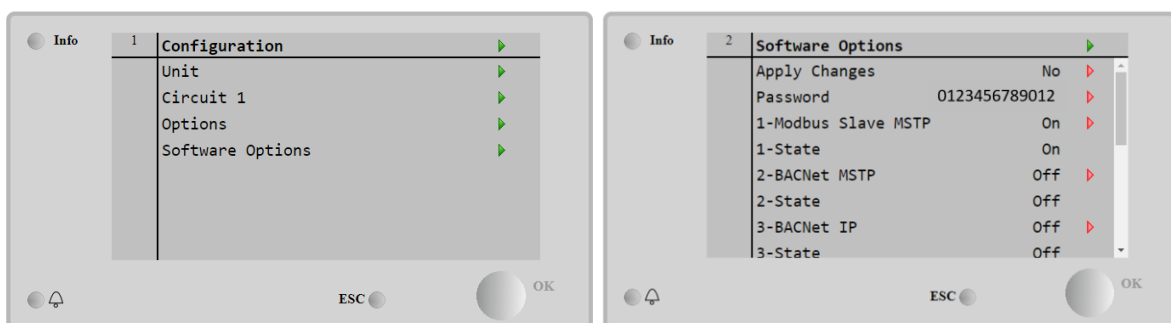 Info
1 Configuration
Unit
Circuit 1
Options
Software Options
ESC
OK
Info
2 Software Options
Apply Changes No
Password 0123456789012
1-Modbus Slave MSTP On
1-State On
2-BACNet MSTP Off
2-State Off
3-BACNet IP Off
3-State Off
ESC
OK